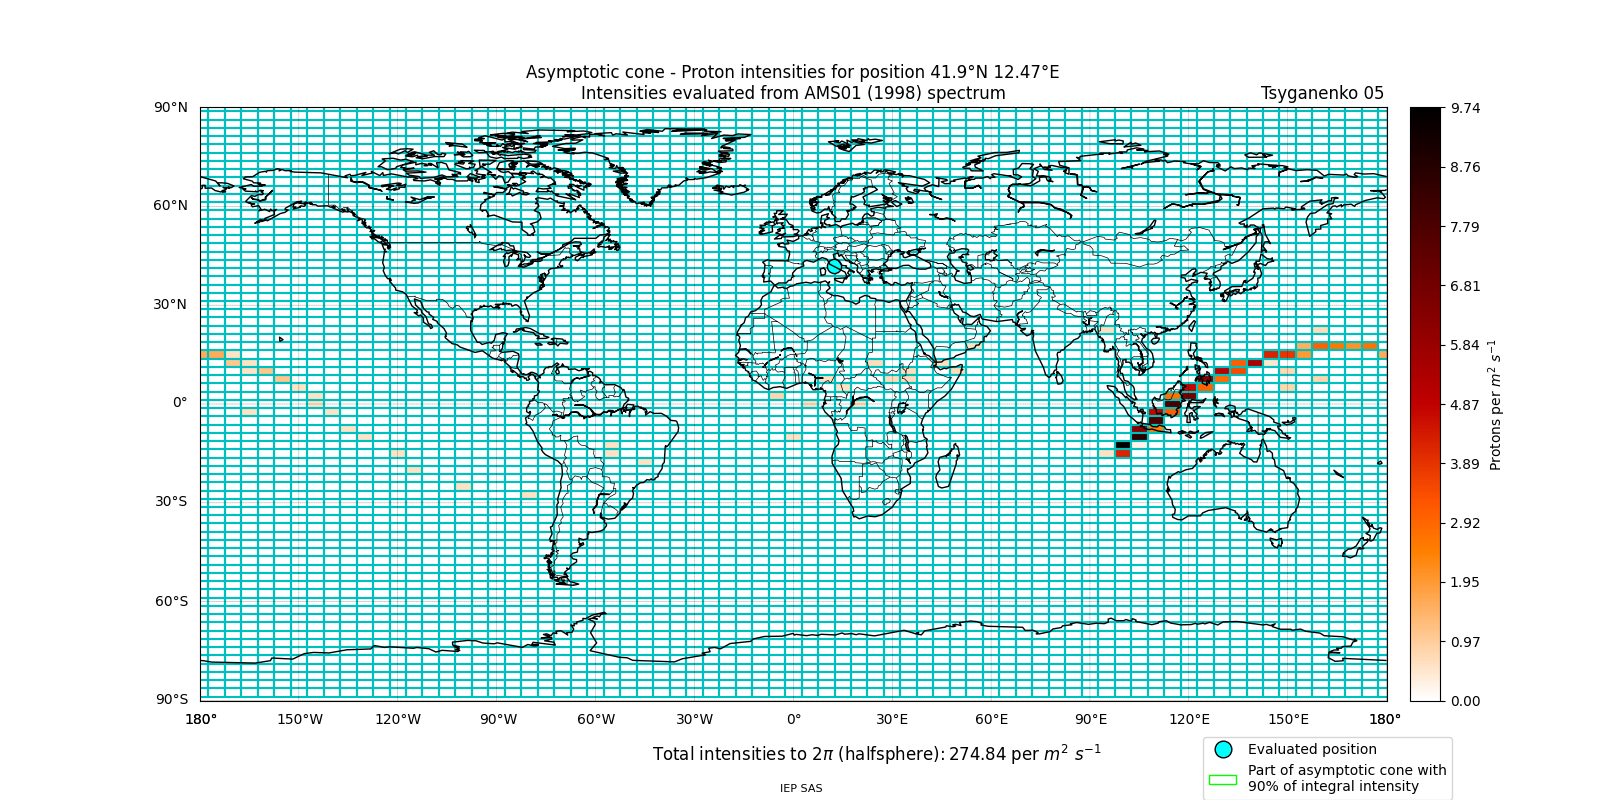 Asymptotic cone - Proton intensities for position 41.9°N 12.47°E
Intensities evaluated from AMS01 (1998) spectrum
Tsyganenko 05
90°N
60°N
30°N
0°
30°S
60°S
90°S
180°
150°W
120°W
90°W
60°W
30°W
0°
30°E
60°E
90°E
120°E
150°E
180°
9.74
8.76
7.79
6.81
5.84
4.87
3.89
2.92
1.95
0.97
0.00
Protons per m² s⁻¹
Total intensities to 2π (halfsphere): 274.84 per m² s⁻¹
Evaluated position
Part of asymptotic cone with
90% of integral intensity
IEP SAS